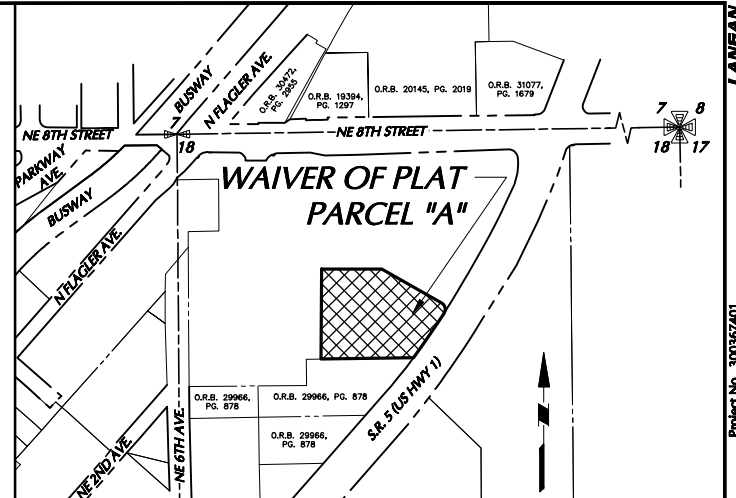 BUSWAY
N FLAGLER AVE.
O.R.B. 30472,
PG. 2955
O.R.B. 19394,
PG. 1297
O.R.B. 20145, PG. 2019
O.R.B. 31077,
PG. 1679
7
18
7 8
18 17
NE 8TH STREET
NE 8TH STREET
PARKWAY
AVE.
BUSWAY
N FLAGLER AVE.
WAIVER OF PLAT
PARCEL "A"
O.R.B. 29966,
PG. 878
O.R.B. 29966, PG. 878
O.R.B. 29966,
PG. 878
S.R. 5 (US HWY 1)
NE 6TH AVE.
NE 2ND AVE.
Project No. 300367401